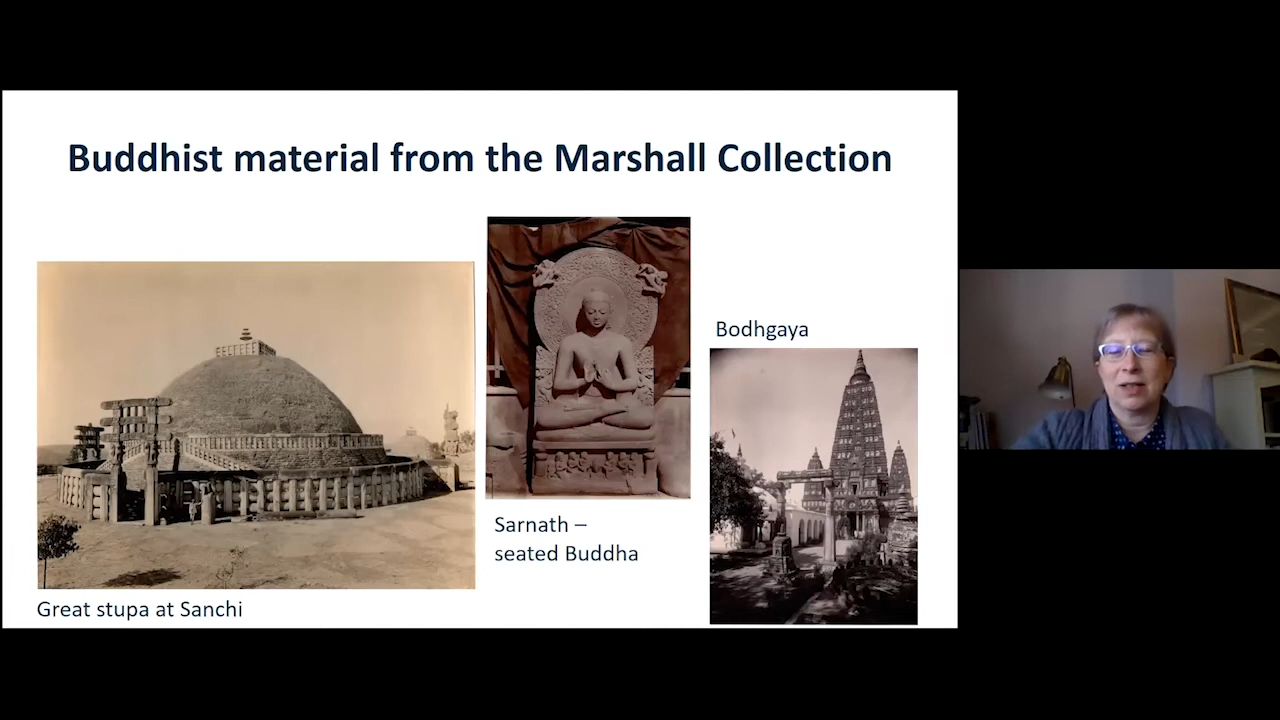 Buddhist material from the Marshall Collection
Bodhgaya
Sarnath –
seated Buddha
Great stupa at Sanchi